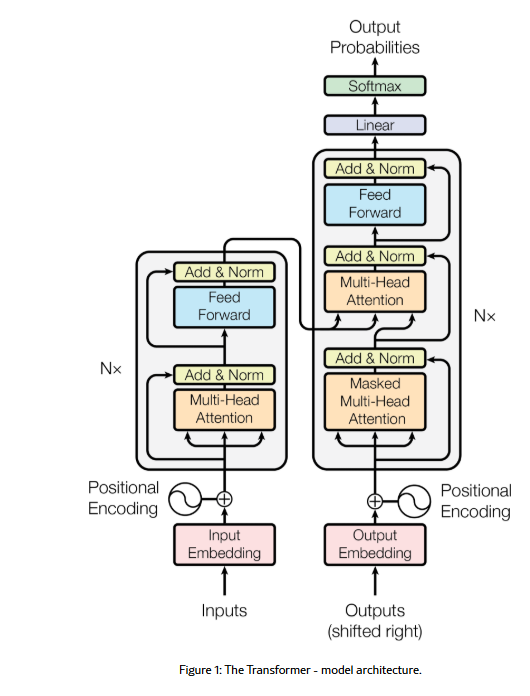 Output
Probabilities
Softmax
Linear
Add & Norm
Feed
Forward
Add & Norm
Multi-Head
Attention
Add & Norm
Masked
Multi-Head
Attention
Nx
Add & Norm
Feed
Forward
Add & Norm
Multi-Head
Attention
Nx
Positional
Encoding
Positional
Encoding
Input
Embedding
Output
Embedding
Inputs
Outputs
(shifted right)
Figure 1: The Transformer - model architecture.